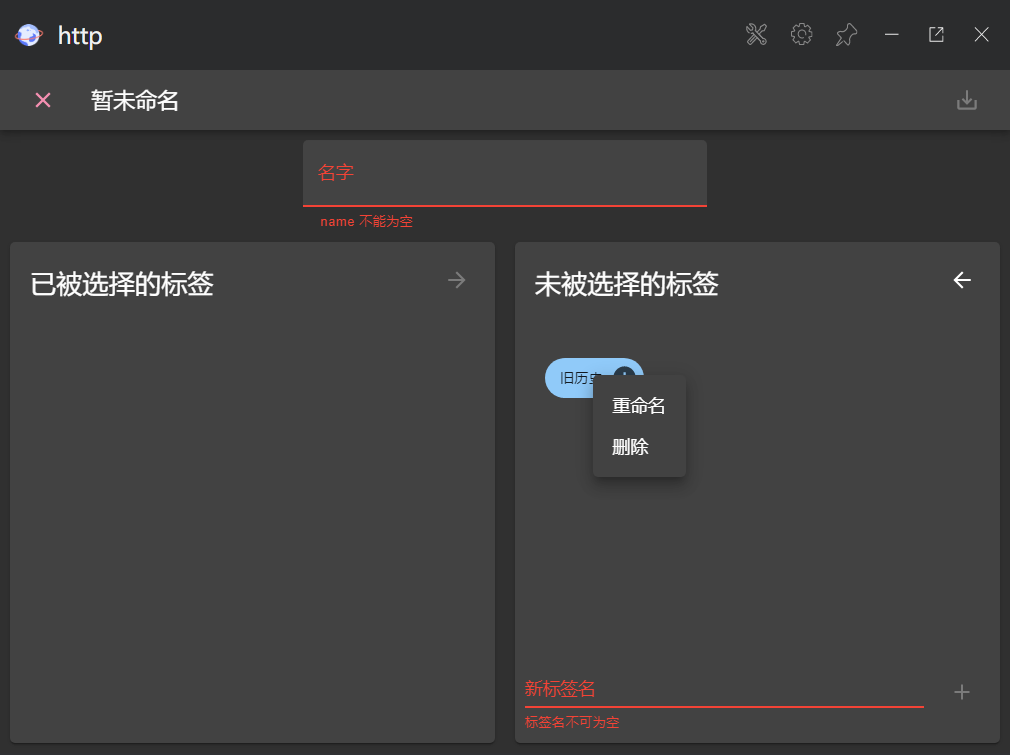 http
暂未命名
名字
name 不能为空
已被选择的标签
未被选择的标签
旧历史
重命名
删除
新标签名
标签名不可为空